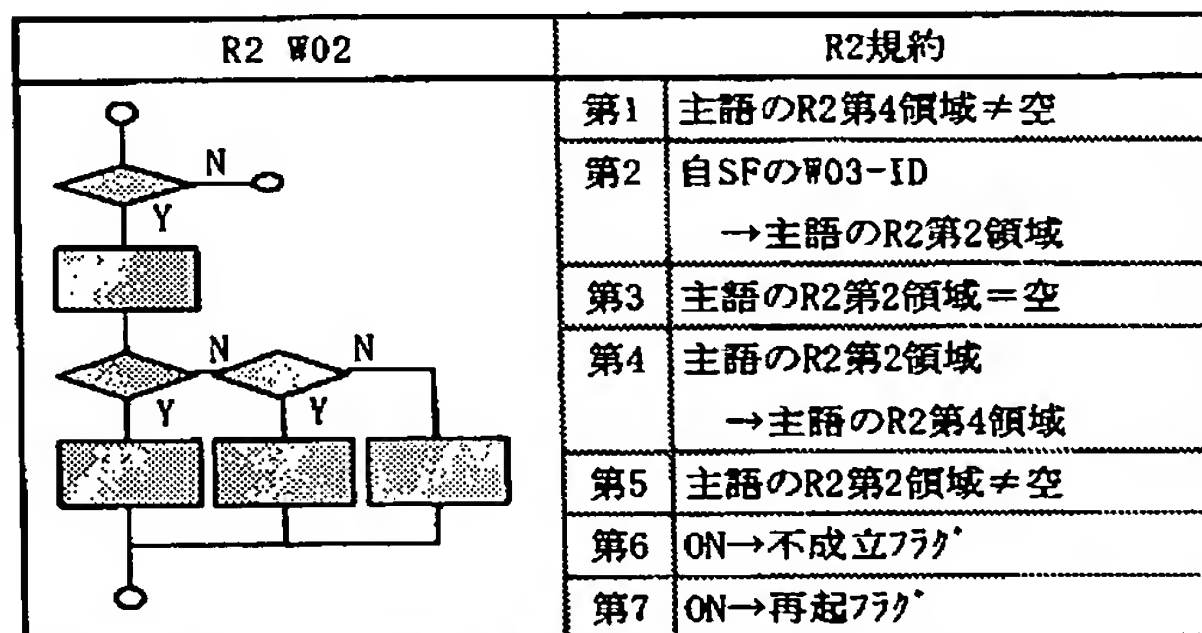 R2 W02
R2規約
N
Y
N
N
Y
Y
第1 主語のR2第4領域≠空
第2 自SFのW03-ID
→主語のR2第2領域
第3 主語のR2第2領域＝空
第4 主語のR2第2領域
→主語のR2第4領域
第5 主語のR2第2領域≠空
第6 ON→不成立ﾌﾗｸﾞ
第7 ON→再起ﾌﾗｸﾞ